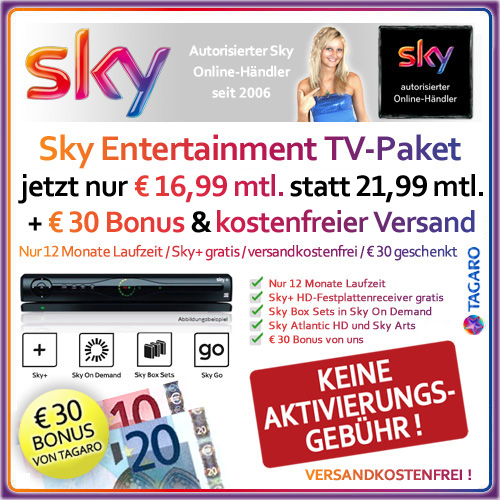 sky
Autorisierter Sky
Online-Händler
seit 2006
sky
autorisierter
Online-Händler
Sky Entertainment TV-Paket
jetzt nur € 16,99 mtl. statt 21,99 mtl.
+ € 30 Bonus & kostenfreier Versand
Nur 12 Monate Laufzeit / Sky+ gratis / versandkostenfrei / € 30 geschenkt
sky
Abbildungsbeispiel
+
go
Sky+
Sky On Demand
Sky Box Sets
Sky Go
Nur 12 Monate Laufzeit
Sky+ HD-Festplattenreceiver gratis
Sky Box Sets in Sky On Demand
Sky Atlantic HD und Sky Arts
€ 30 Bonus von uns
TAGARO
€ 30
BONUS
VON TAGARO
10
20
KEINE
AKTIVIERUNGS-
GEBÜHR !
VERSANDKOSTENFREI !